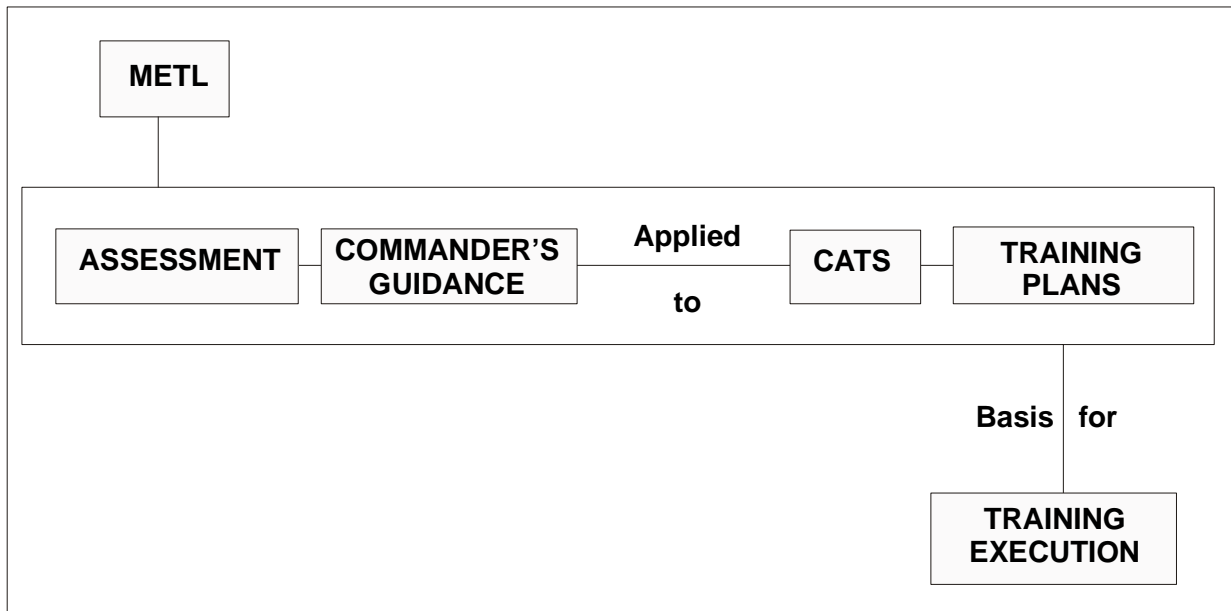 METL
ASSESSMENT
COMMANDER’S
GUIDANCE
Applied
to
CATS
TRAINING
PLANS
Basis for
TRAINING
EXECUTION